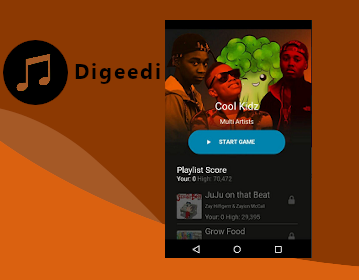 Digeedi
Cool Kidz
Multi Artists
START GAME
Playlist Score
Your: 0 High: 70,472
JuJu on that Beat
Zay Hilfigerrr & Zayion McCall
Your: 0 High: 29,395
Grow Food